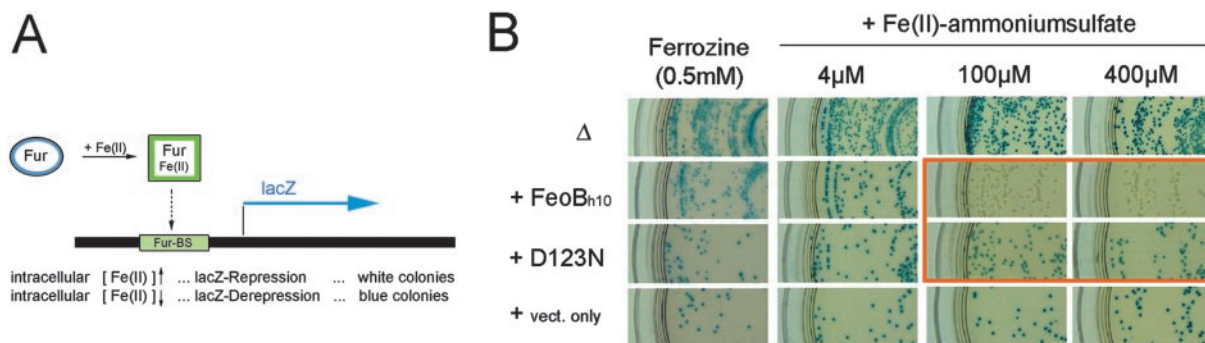 A
Fur
+ Fe(II)
Fur
Fe(II)
lacZ
Fur-BS
intracellular [ Fe(II) ]↑ ... lacZ-Repression ... white colonies
intracellular [ Fe(II) ]↓ ... lacZ-Derepression ... blue colonies
B
Ferrozine
(0.5mM)
+ Fe(II)-ammoniumsulfate
4µM 100µM 400µM
Δ
+ FeoBh10
+ D123N
+ vect. only